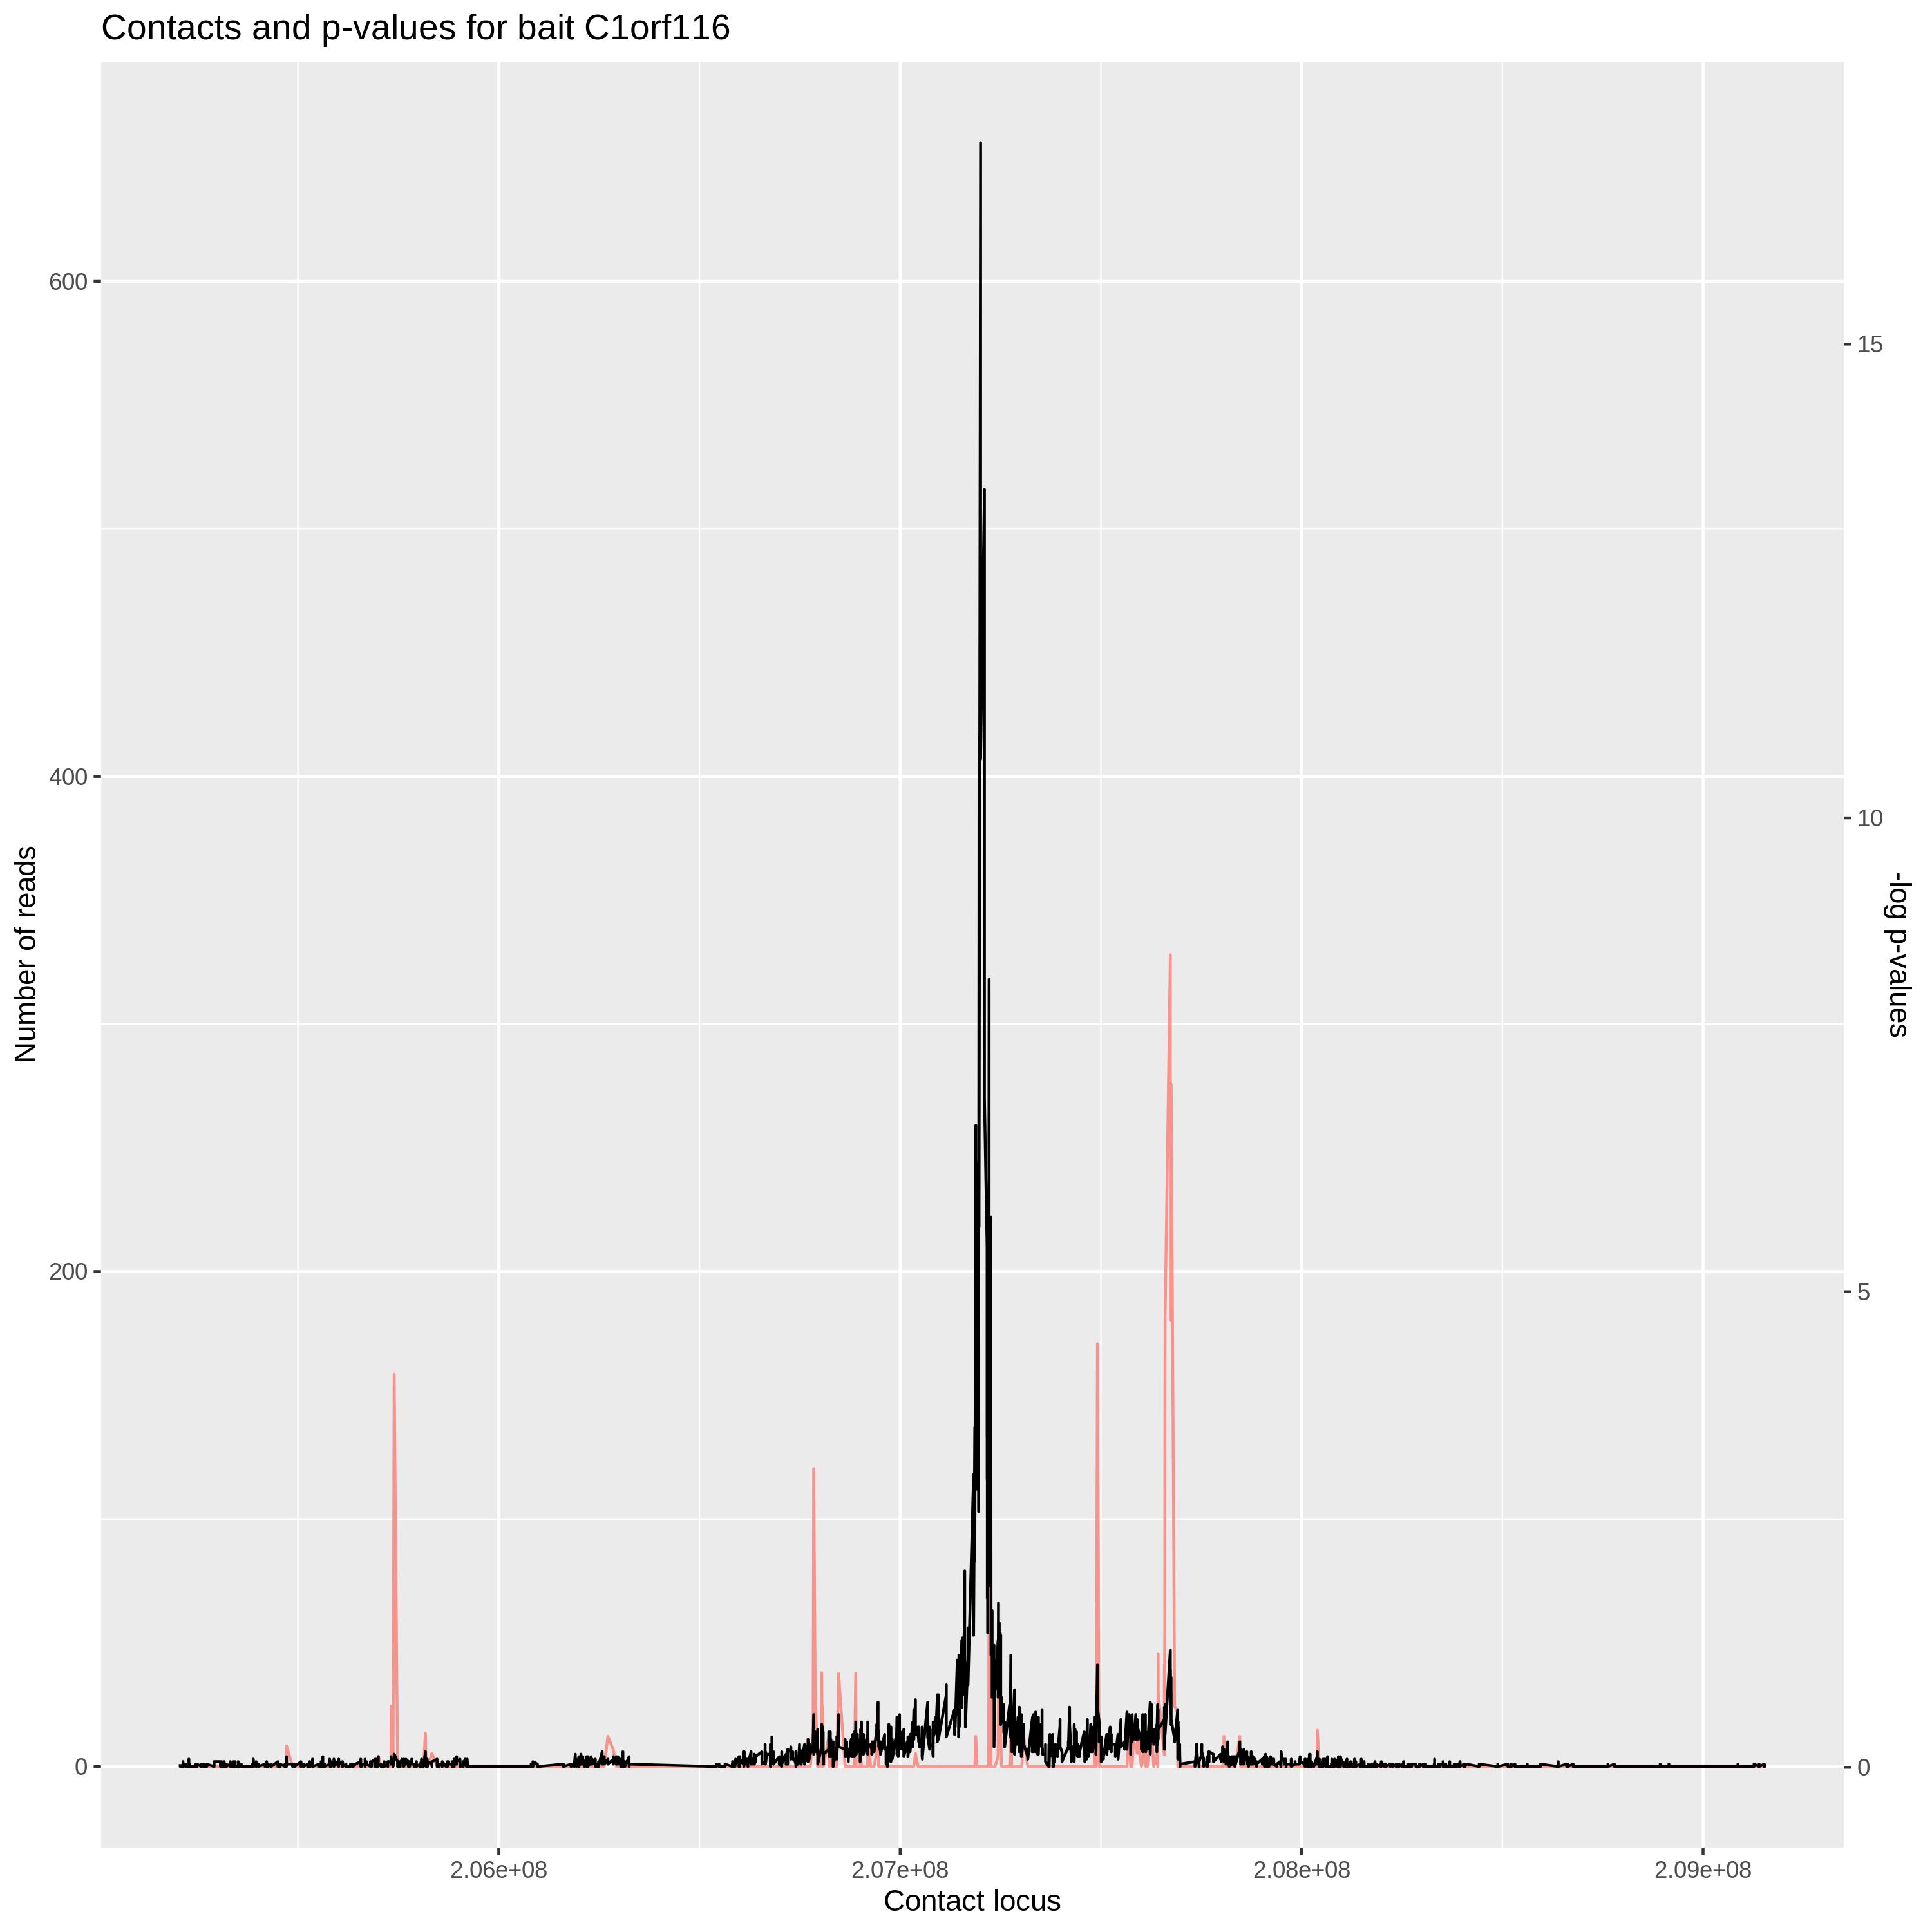 Contacts and p-values for bait C1orf116
600
400
200
0
15
10
5
0
Number of reads
-log p-values
2.06e+08 2.07e+08 2.08e+08 2.09e+08
Contact locus